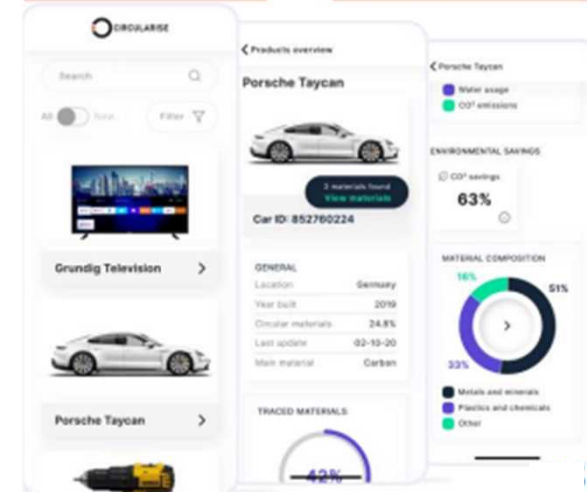 CIRCULARISE
Search
All New
Filter
Grundig Television
Porsche Taycan
Products overview
Porsche Taycan
3 materials found
View materials
Car ID: 852760224
GENERAL
Location Germany
Year built 2019
Circular materials 24.8%
Last update 02-10-20
Main material Carbon
TRACED MATERIALS
42%
Porsche Taycan
Water usage
CO² emissions
ENVIRONMENTAL SAVINGS
CO² savings
63%
MATERIAL COMPOSITION
16%
51%
33%
Metals and minerals
Plastics and chemicals
Other